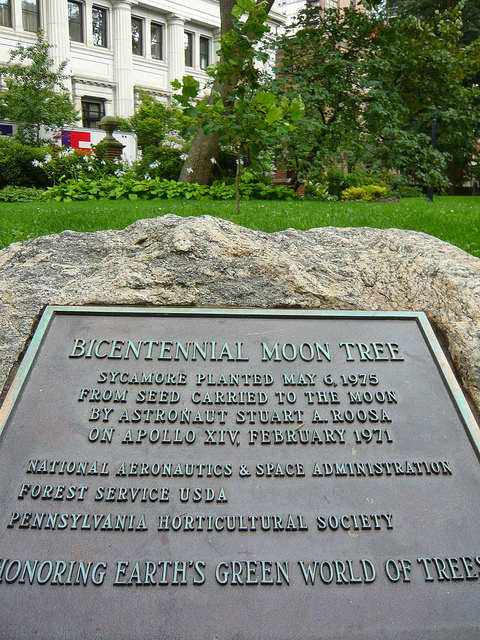 BICENTENNIAL MOON TREE
SYCAMORE PLANTED MAY 6, 1975
FROM SEED CARRIED TO THE MOON
BY ASTRONAUT STUART A. ROOSA
ON APOLLO XIV, FEBRUARY 1971
NATIONAL AERONAUTICS & SPACE ADMINISTRATION
FOREST SERVICE USDA
PENNSYLVANIA HORTICULTURAL SOCIETY
HONORING EARTH'S GREEN WORLD OF TREES